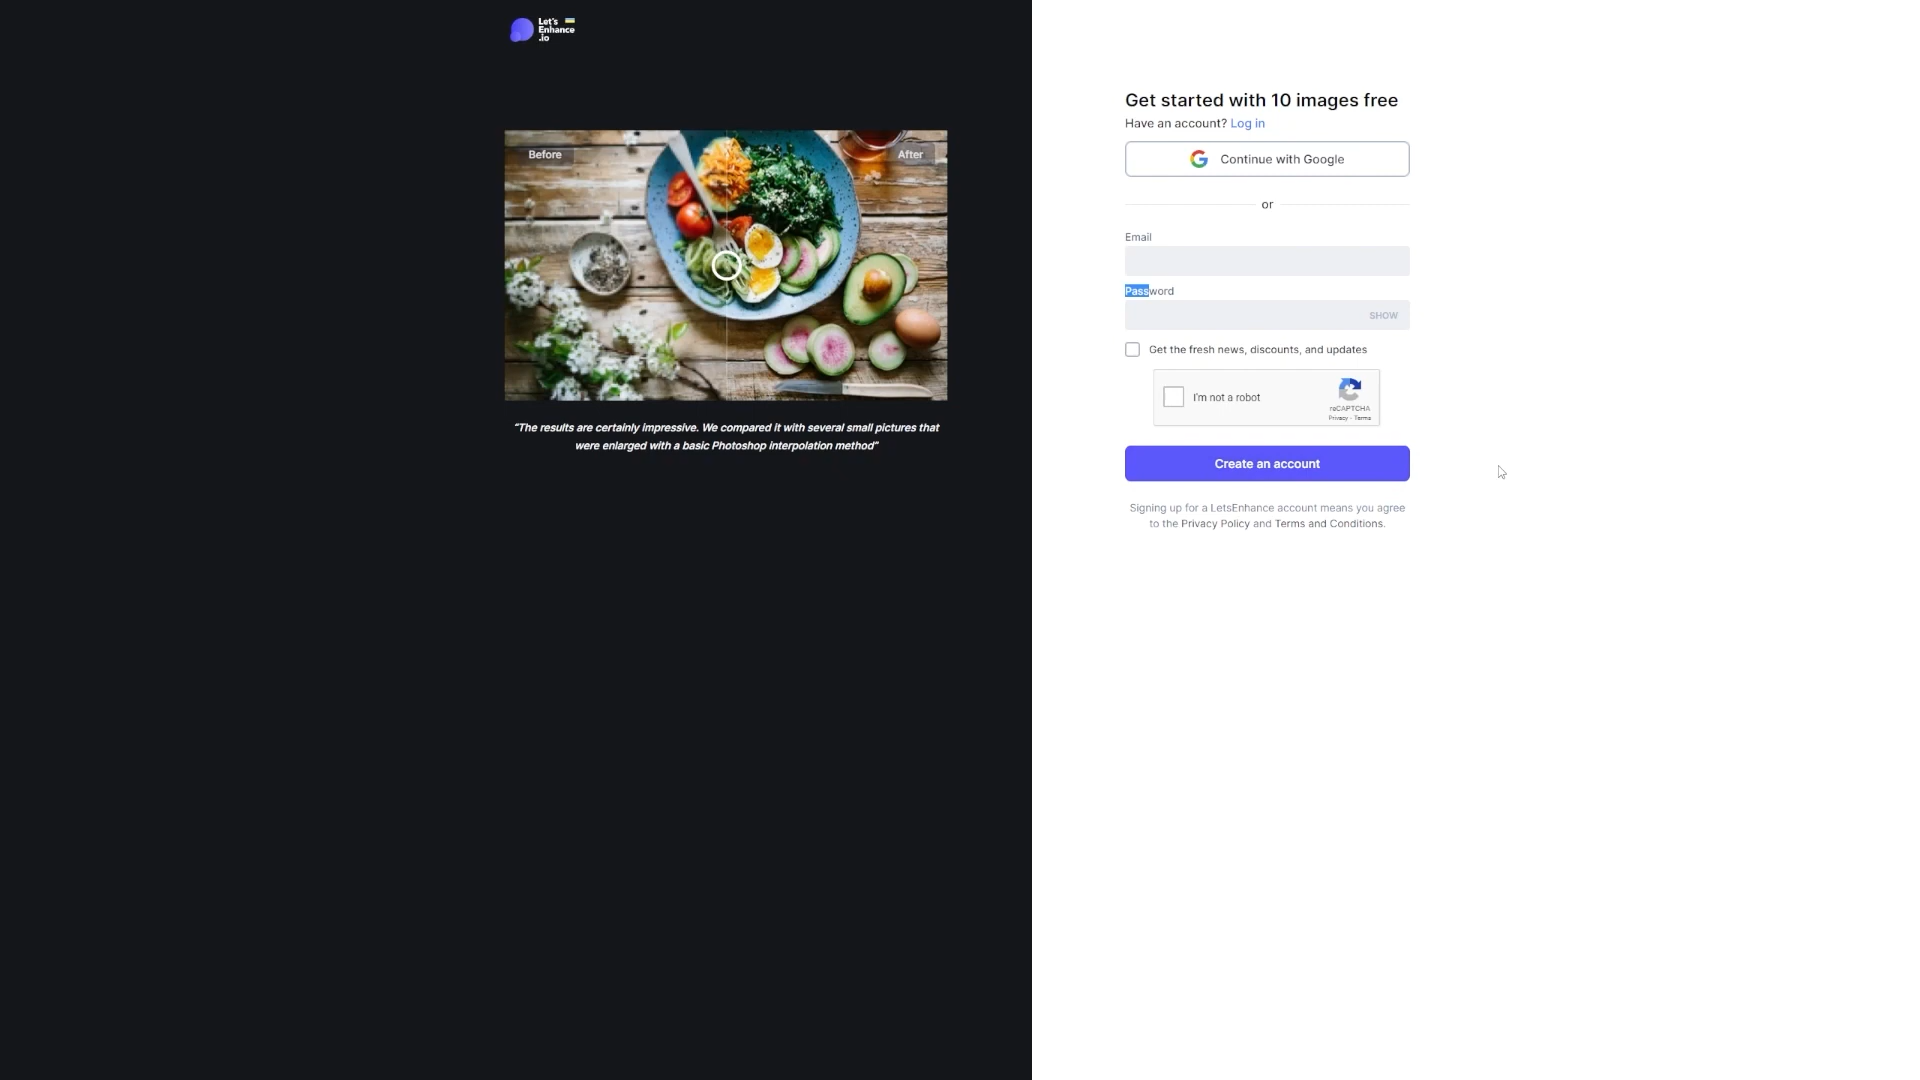 Let's
Enhance
.io
Before
After
"The results are certainly impressive. We compared it with several small pictures that
were enlarged with a basic Photoshop interpolation method"
Get started with 10 images free
Have an account? Log in
Continue with Google
or
Email
Password
SHOW
Get the fresh news, discounts, and updates
I'm not a robot
reCAPTCHA
Privacy - Terms
Create an account
Signing up for a LetsEnhance account means you agree
to the Privacy Policy and Terms and Conditions.